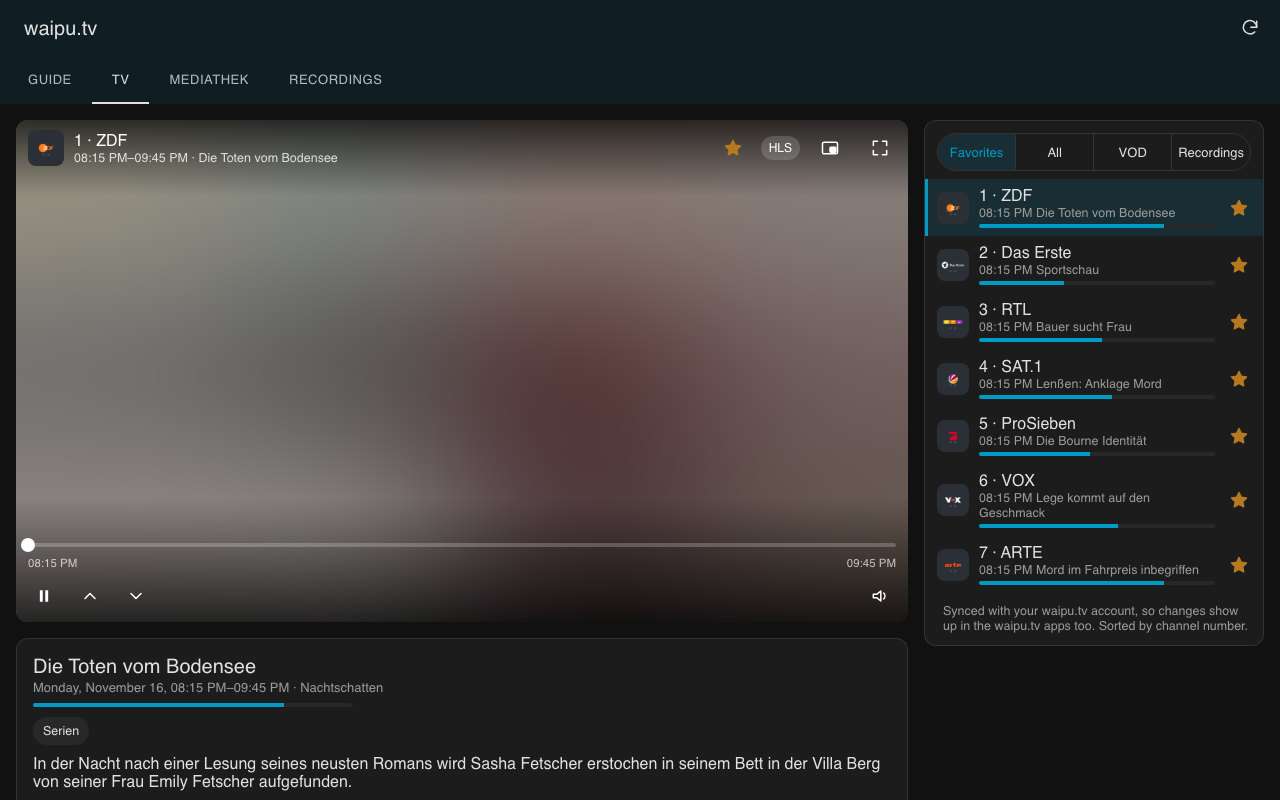 waipu.tv
GUIDE
TV
MEDIATHEK
RECORDINGS
1 · ZDF
08:15 PM–09:45 PM · Die Toten vom Bodensee
HLS
08:15 PM
09:45 PM
Die Toten vom Bodensee
Monday, November 16, 08:15 PM–09:45 PM · Nachtschatten
Serien
In der Nacht nach einer Lesung seines neusten Romans wird Sasha Fetscher erstochen in seinem Bett in der Villa Berg
von seiner Frau Emily Fetscher aufgefunden.
Favorites
All
VOD
Recordings
1 · ZDF
08:15 PM Die Toten vom Bodensee
2 · Das Erste
08:15 PM Sportschau
3 · RTL
08:15 PM Bauer sucht Frau
4 · SAT.1
08:15 PM Lenßen: Anklage Mord
5 · ProSieben
08:15 PM Die Bourne Identität
VOX
6 · VOX
08:15 PM Lege kommt auf den
Geschmack
arte
7 · ARTE
08:15 PM Mord im Fahrpreis inbegriffen
Synced with your waipu.tv account, so changes show
up in the waipu.tv apps too. Sorted by channel number.